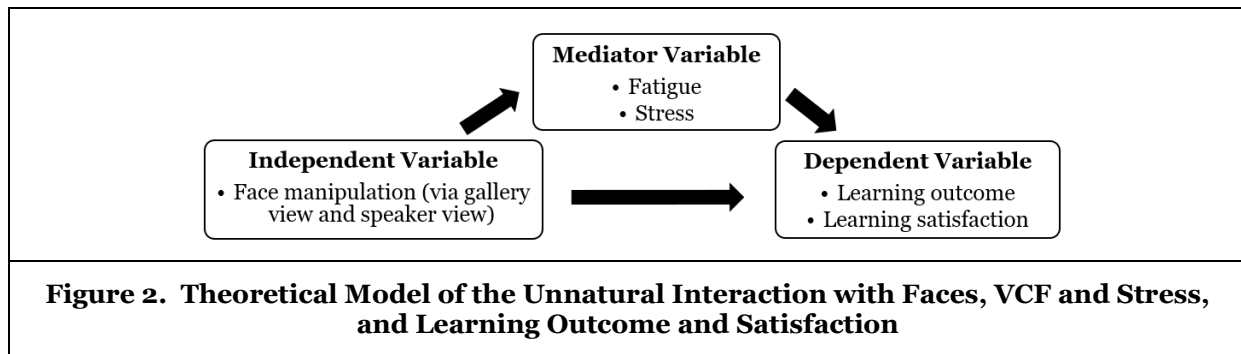 Mediator Variable
• Fatigue
• Stress
Independent Variable
• Face manipulation (via gallery
view and speaker view)
Dependent Variable
• Learning outcome
• Learning satisfaction
Figure 2. Theoretical Model of the Unnatural Interaction with Faces, VCF and Stress,
and Learning Outcome and Satisfaction